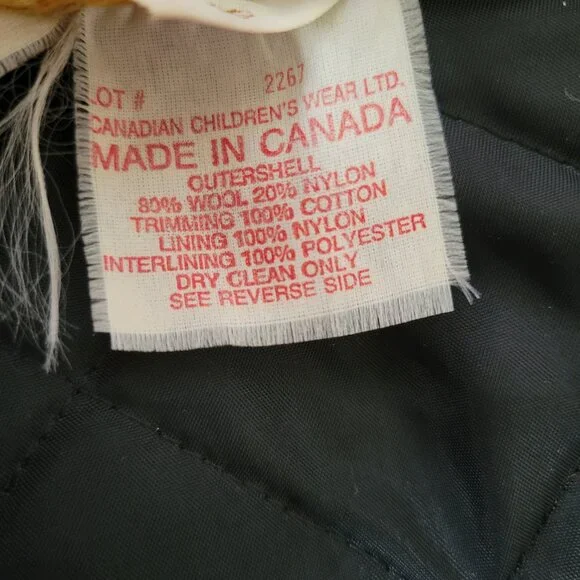 LOT # 2267
CANADIAN CHILDREN'S WEAR LTD.
MADE IN CANADA
OUTERSHELL
80% WOOL 20% NYLON
TRIMMING 100% COTTON
LINING 100% NYLON
INTERLINING 100% POLYESTER
DRY CLEAN ONLY
SEE REVERSE SIDE